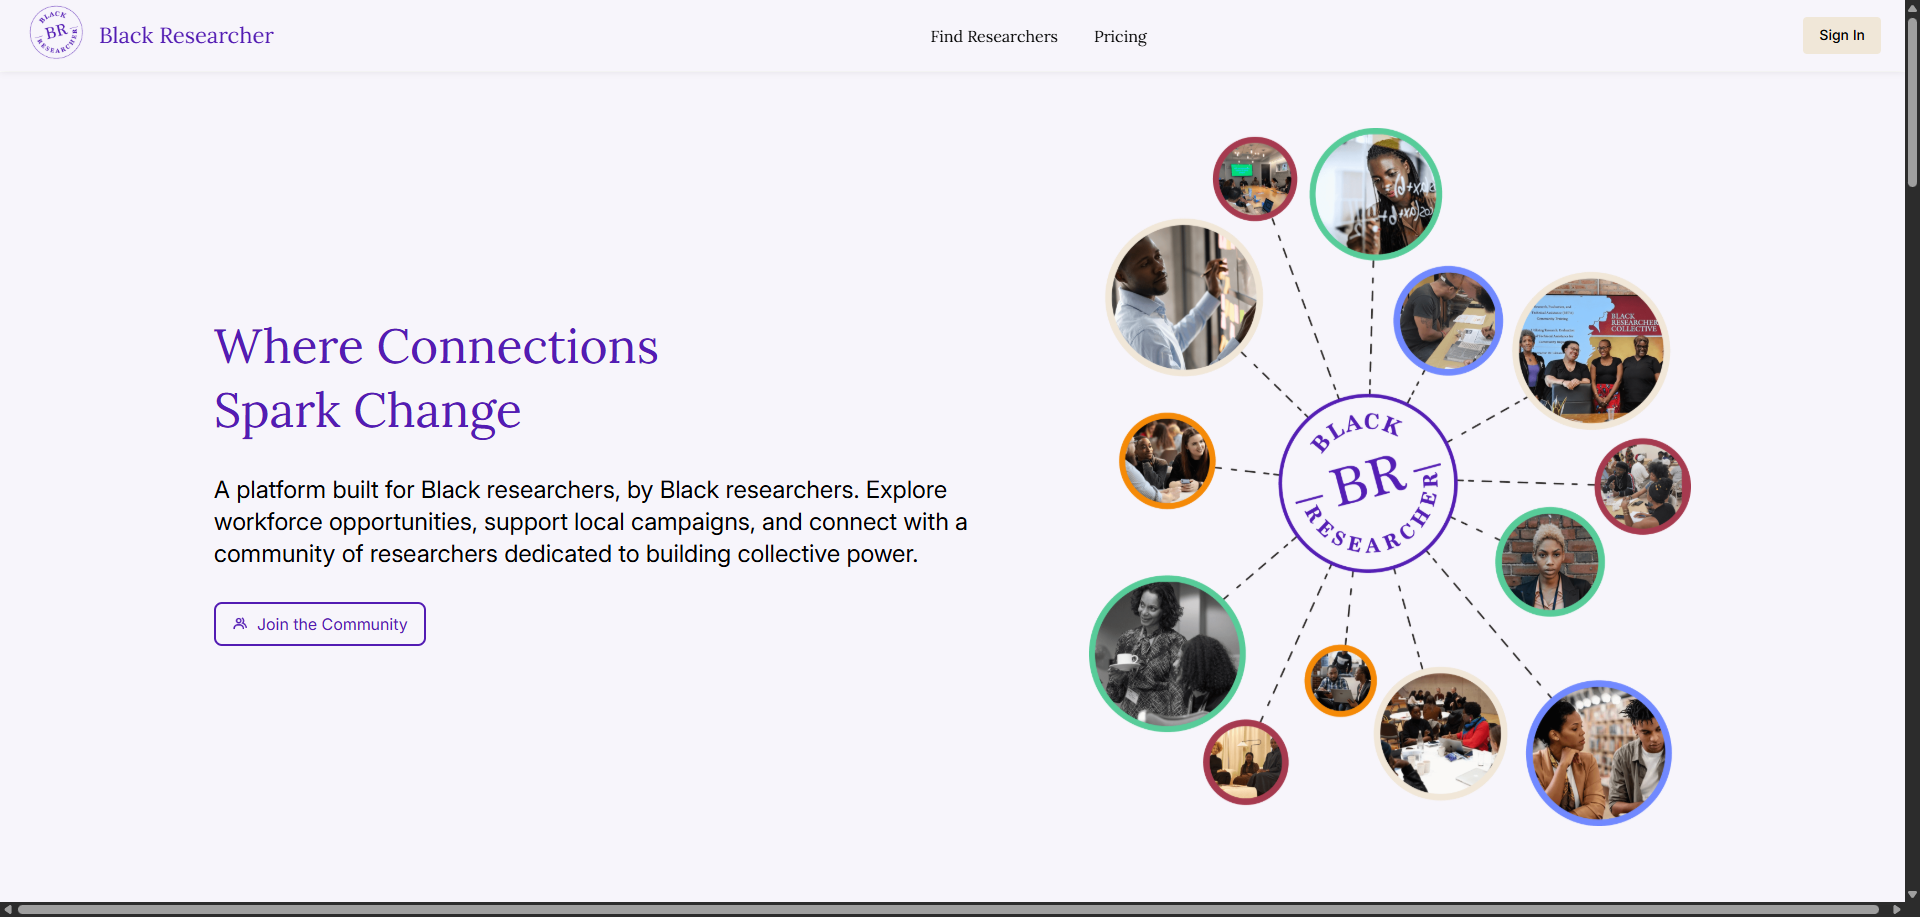 BLACK
BR
RESEARCHER
Black Researcher
Find Researchers
Pricing
Sign In
Where Connections
Spark Change
A platform built for Black researchers, by Black researchers. Explore
workforce opportunities, support local campaigns, and connect with a
community of researchers dedicated to building collective power.
Join the Community
BLACK
RESEARCHER
COLLECTIVE
BLACK
BR
RESEARCHER